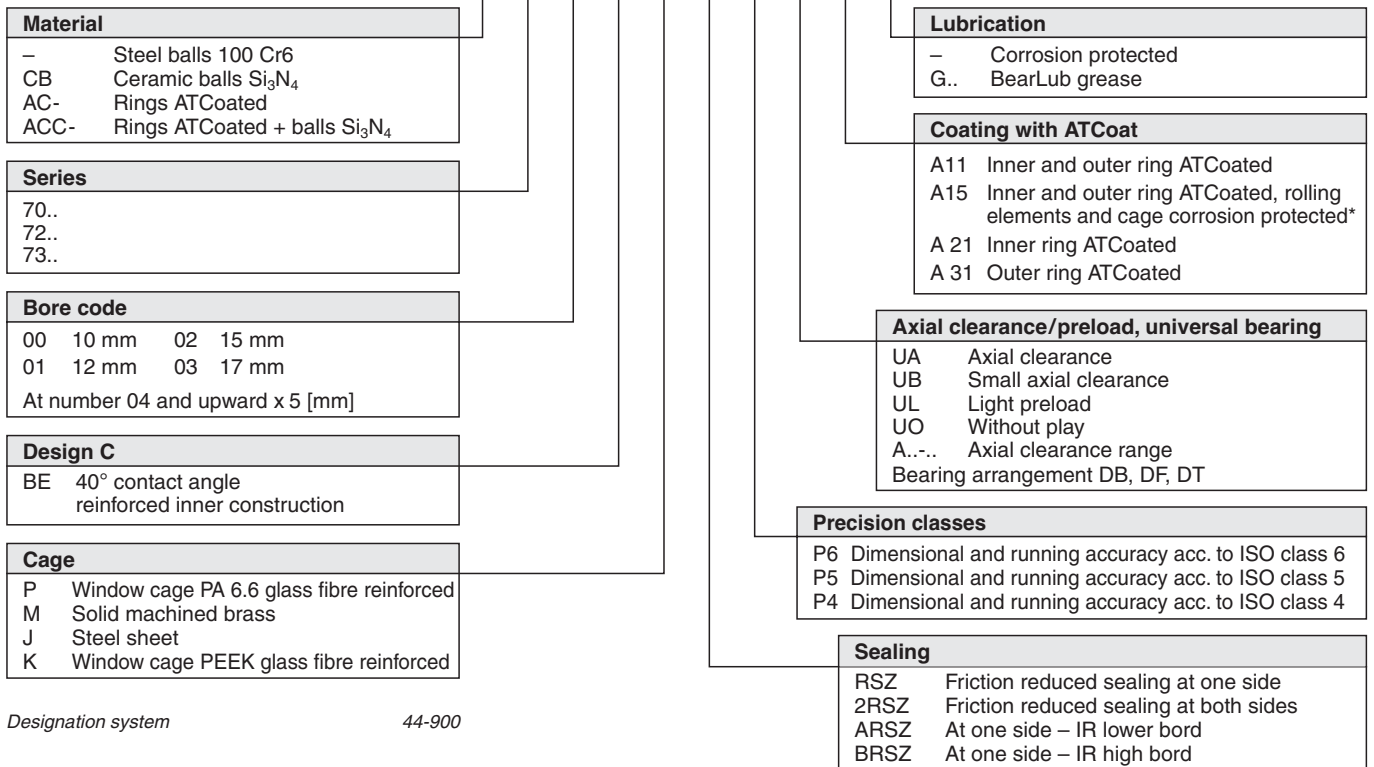 Material
– Steel balls 100 Cr6
CB Ceramic balls Si₃N₄
AC- Rings ATCoated
ACC- Rings ATCoated + balls Si₃N₄
Series
70..
72..
73..
Bore code
00 10 mm 02 15 mm
01 12 mm 03 17 mm
At number 04 and upward x 5 [mm]
Design C
BE 40° contact angle
reinforced inner construction
Cage
P Window cage PA 6.6 glass fibre reinforced
M Solid machined brass
J Steel sheet
K Window cage PEEK glass fibre reinforced
Designation system 44-900
Lubrication
– Corrosion protected
G.. BearLub grease
Coating with ATCoat
A11 Inner and outer ring ATCoated
A15 Inner and outer ring ATCoated, rolling
elements and cage corrosion protected*
A 21 Inner ring ATCoated
A 31 Outer ring ATCoated
Axial clearance/preload, universal bearing
UA Axial clearance
UB Small axial clearance
UL Light preload
UO Without play
A..-.. Axial clearance range
Bearing arrangement DB, DF, DT
Precision classes
P6 Dimensional and running accuracy acc. to ISO class 6
P5 Dimensional and running accuracy acc. to ISO class 5
P4 Dimensional and running accuracy acc. to ISO class 4
Sealing
RSZ Friction reduced sealing at one side
2RSZ Friction reduced sealing at both sides
ARSZ At one side – IR lower bord
BRSZ At one side – IR high bord